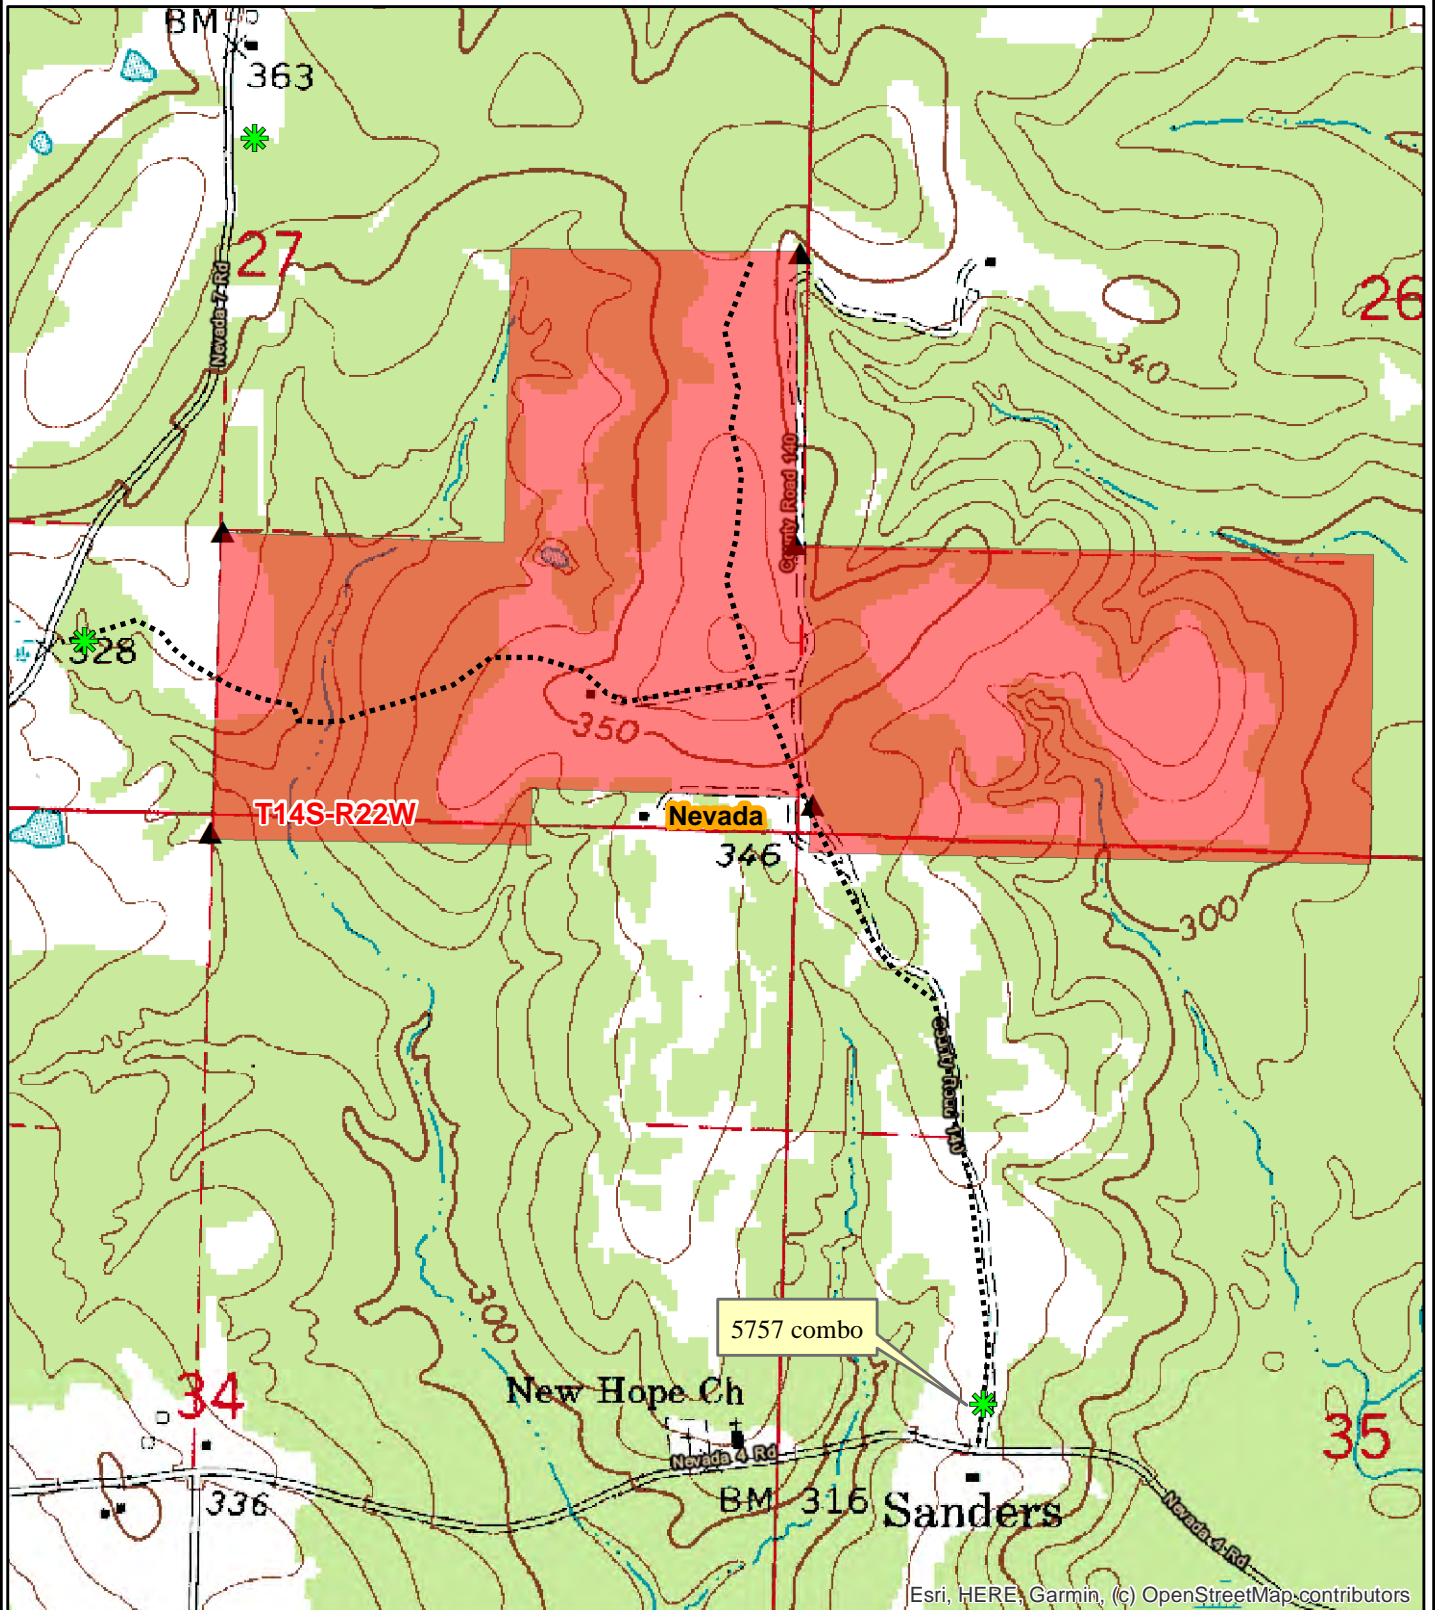 BM
363
27
Nevada 7 Rd
26
340
County Road 140
328
350
T14S-R22W
Nevada
346
300
County Road 140
300
5757 combo
34
New Hope Ch
35
Nevada 4 Rd
336
BM 316
Sanders
Nevada 4 Rd
Esri, HERE, Garmin, (c) OpenStreetMap contributors